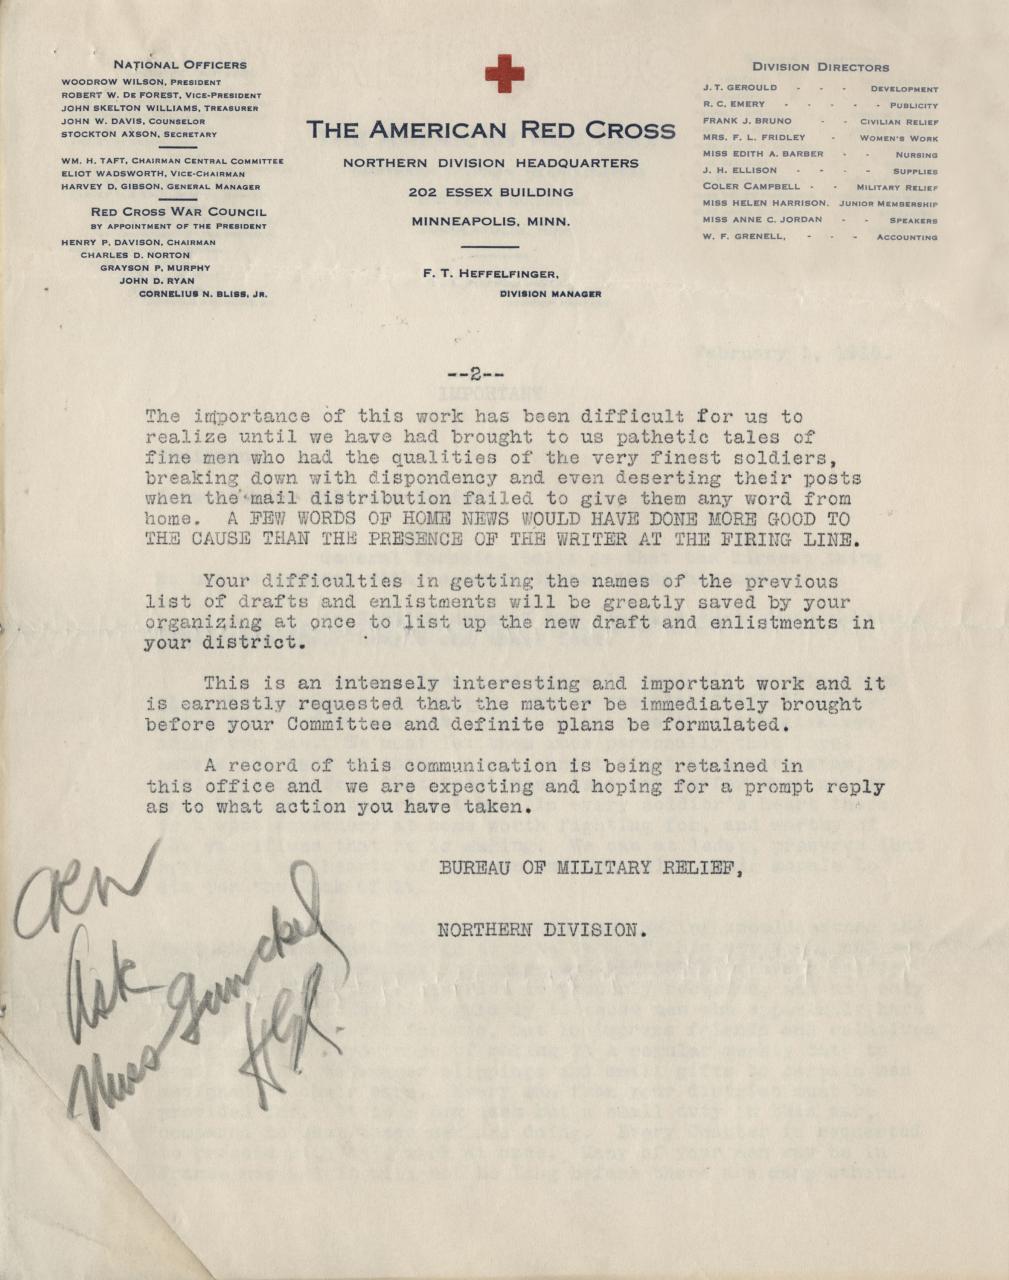 NATIONAL OFFICERS
WOODROW WILSON, PRESIDENT
ROBERT W. DE FOREST, VICE-PRESIDENT
JOHN SKELTON WILLIAMS, TREASURER
JOHN W. DAVIS, COUNSELOR
STOCKTON AXSON, SECRETARY
WM. H. TAFT, CHAIRMAN CENTRAL COMMITTEE
ELIOT WADSWORTH, VICE-CHAIRMAN
HARVEY D. GIBSON, GENERAL MANAGER
RED CROSS WAR COUNCIL
BY APPOINTMENT OF THE PRESIDENT
HENRY P. DAVISON, CHAIRMAN
CHARLES D. NORTON
GRAYSON P. MURPHY
JOHN D. RYAN
CORNELIUS N. BLISS, JR.
THE AMERICAN RED CROSS
NORTHERN DIVISION HEADQUARTERS
202 ESSEX BUILDING
MINNEAPOLIS, MINN.
F. T. HEFFELFINGER,
DIVISION MANAGER
DIVISION DIRECTORS
J. T. GEROULD - - - DEVELOPMENT
R. C. EMERY - - - - - PUBLICITY
FRANK J. BRUNO - - CIVILIAN RELIEF
MRS. F. L. FRIDLEY - WOMEN'S WORK
MISS EDITH A. BARBER - - NURSING
J. H. ELLISON - - - - SUPPLIES
COLER CAMPBELL - - MILITARY RELIEF
MISS HELEN HARRISON. JUNIOR MEMBERSHIP
MISS ANNE C. JORDAN - - SPEAKERS
W. F. GRENELL, - - - ACCOUNTING
--2--
The importance of this work has been difficult for us to
realize until we have had brought to us pathetic tales of
fine men who had the qualities of the very finest soldiers,
breaking down with dispondency and even deserting their posts
when the mail distribution failed to give them any word from
home. A FEW WORDS OF HOME NEWS WOULD HAVE DONE MORE GOOD TO
THE CAUSE THAN THE PRESENCE OF THE WRITER AT THE FIRING LINE.
Your difficulties in getting the names of the previous
list of drafts and enlistments will be greatly saved by your
organizing at once to list up the new draft and enlistments in
your district.
This is an intensely interesting and important work and it
is earnestly requested that the matter be immediately brought
before your Committee and definite plans be formulated.
A record of this communication is being retained in
this office and we are expecting and hoping for a prompt reply
as to what action you have taken.
BUREAU OF MILITARY RELIEF,
NORTHERN DIVISION.
Ask
Miss Gunckel